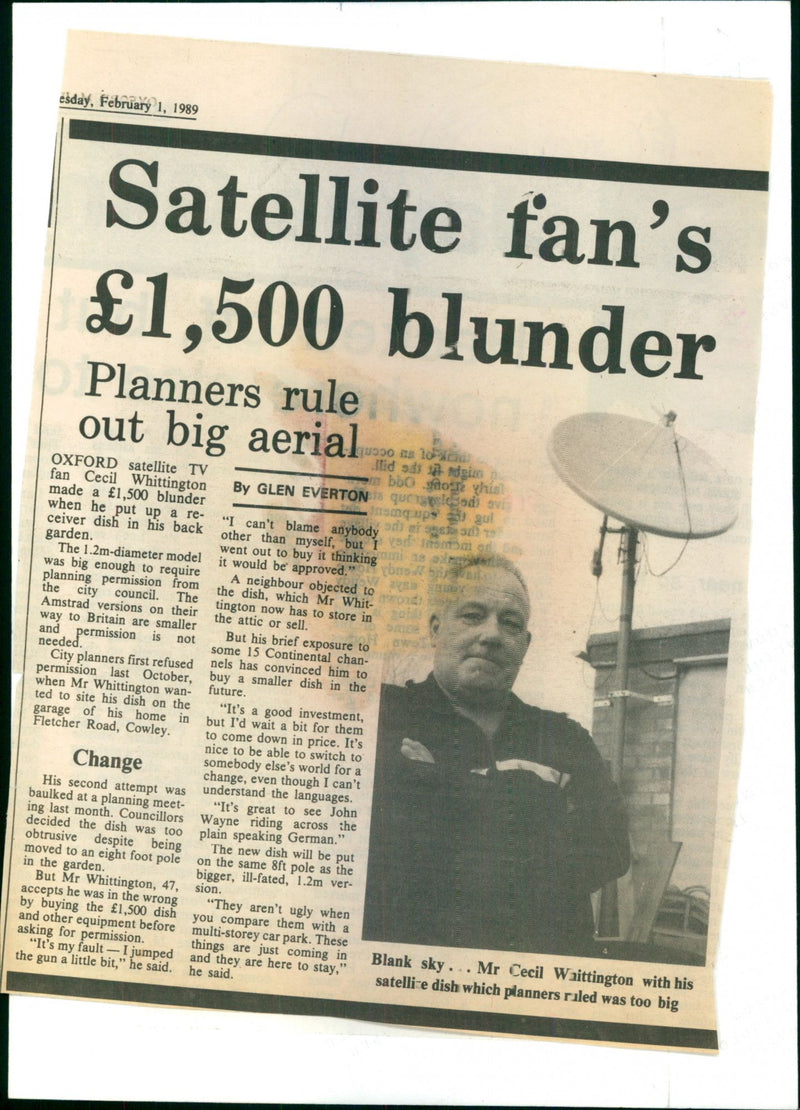 esday, February 1, 1989
Satellite fan's
£1,500 blunder
Planners rule
out big aerial
By GLEN EVERTON
OXFORD satellite TV
fan Cecil Whittington
made a £1,500 blunder
when he put up a re-
ceiver dish in his back
garden.
The 1.2m-diameter model
was big enough to require
planning permission from
the city council. The
Amstrad versions on their
way to Britain are smaller
and permission is not
needed.
City planners first refused
permission last October,
when Mr Whittington wan-
ted to site his dish on the
garage of his home in
Fletcher Road, Cowley.
Change
His second attempt was
baulked at a planning meet-
ing last month. Councillors
decided the dish was too
obtrusive despite being
moved to an eight foot pole
in the garden.
But Mr Whittington, 47,
accepts he was in the wrong
by buying the £1,500 dish
and other equipment before
asking for permission.
"It's my fault — I jumped
the gun a little bit," he said.
"I can't blame anybody
other than myself, but I
went out to buy it thinking
it would be approved."
A neighbour objected to
the dish, which Mr Whit-
tington now has to store in
the attic or sell.
But his brief exposure to
some 15 Continental chan-
nels has convinced him to
buy a smaller dish in the
future.
"It's a good investment,
but I'd wait a bit for them
to come down in price. It's
nice to be able to switch to
somebody else's world for a
change, even though I can't
understand the languages.
"It's great to see John
Wayne riding across the
plain speaking German."
The new dish will be put
on the same 8ft pole as the
bigger, ill-fated, 1.2m ver-
sion.
"They aren't ugly when
you compare them with a
multi-storey car park. These
things are just coming in
and they are here to stay,"
he said.
Blank sky . . . Mr Cecil Whittington with his
satellite dish which planners ruled was too big